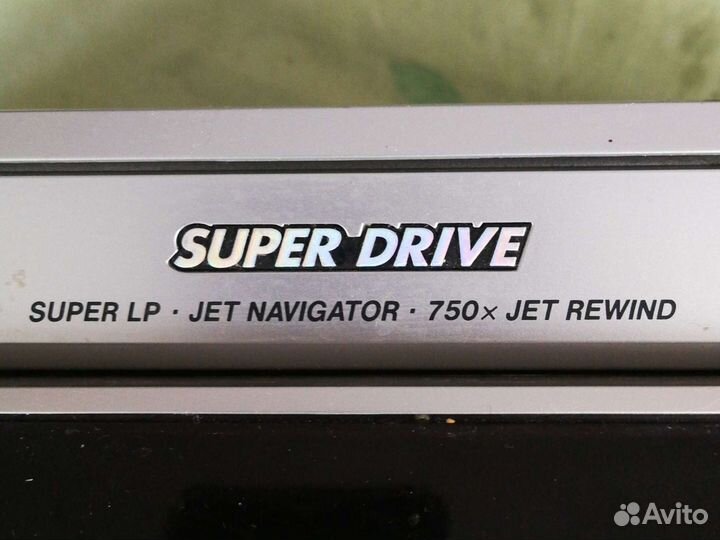 SUPER DRIVE
SUPER LP · JET NAVIGATOR · 750× JET REWIND
Avito